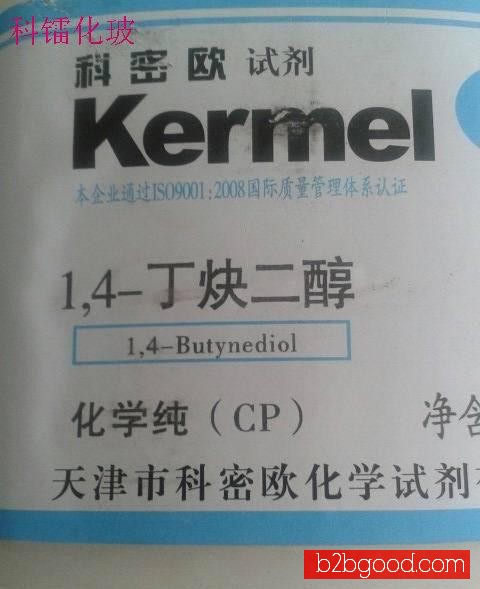 科镭化玻
科密欧 试剂
Kermel
本企业通过ISO9001:2008国际质量管理体系认证
1,4-丁炔二醇
1,4-Butynediol
化学纯（CP） 净含
天津市科密欧化学试剂
b2bgood.com